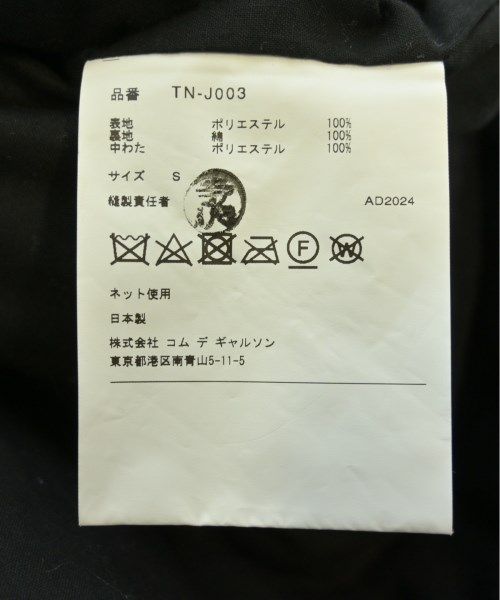 品番 TN-J003
表地 ポリエステル 100%
裏地 綿 100%
中わた ポリエステル 100%
サイズ S
縫製責任者 AD2024
F W
ネット使用
日本製
株式会社 コム デ ギャルソン
東京都港区南青山5-11-5